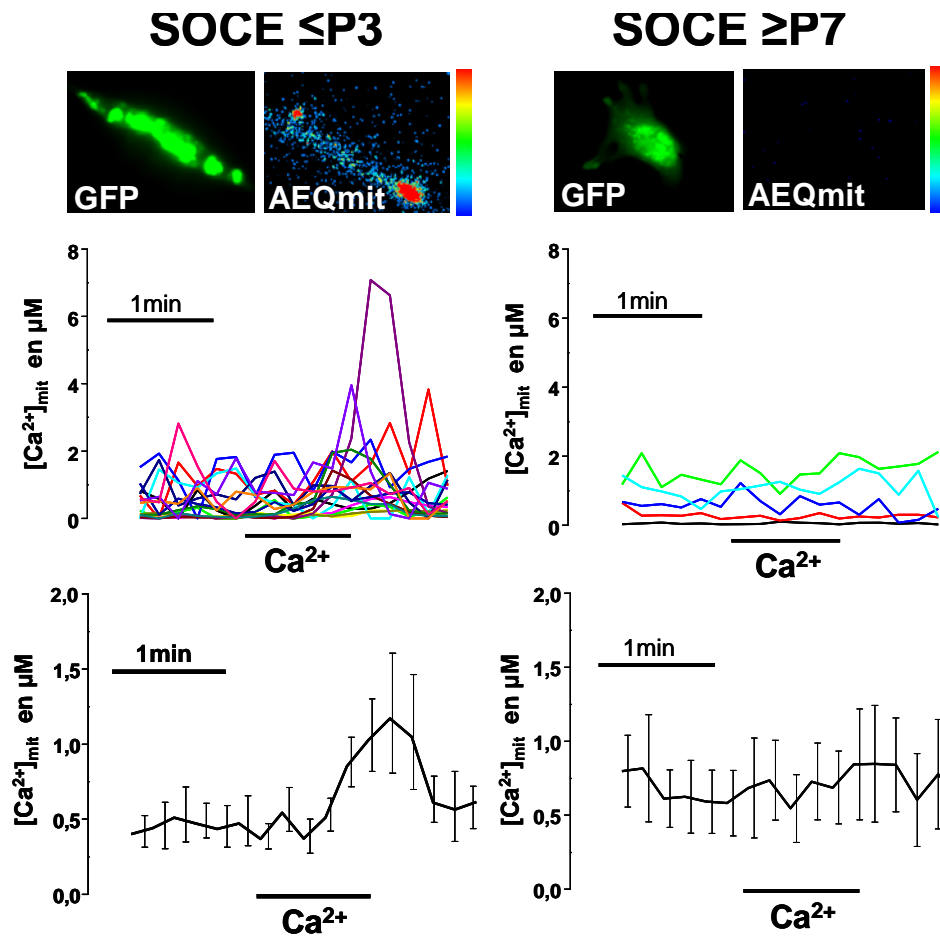 SOCE ≤P3
SOCE ≥P7
GFP
AEQmit
GFP
AEQmit
[Ca²⁺]mit en µM
8
6
4
2
0
1min
Ca²⁺
[Ca²⁺]mit en µM
8
6
4
2
0
1min
Ca²⁺
[Ca²⁺]mit en µM
2,0
1,5
1,0
0,5
0,0
1min
Ca²⁺
[Ca²⁺]mit en µM
2,0
1,5
1,0
0,5
0,0
1min
Ca²⁺